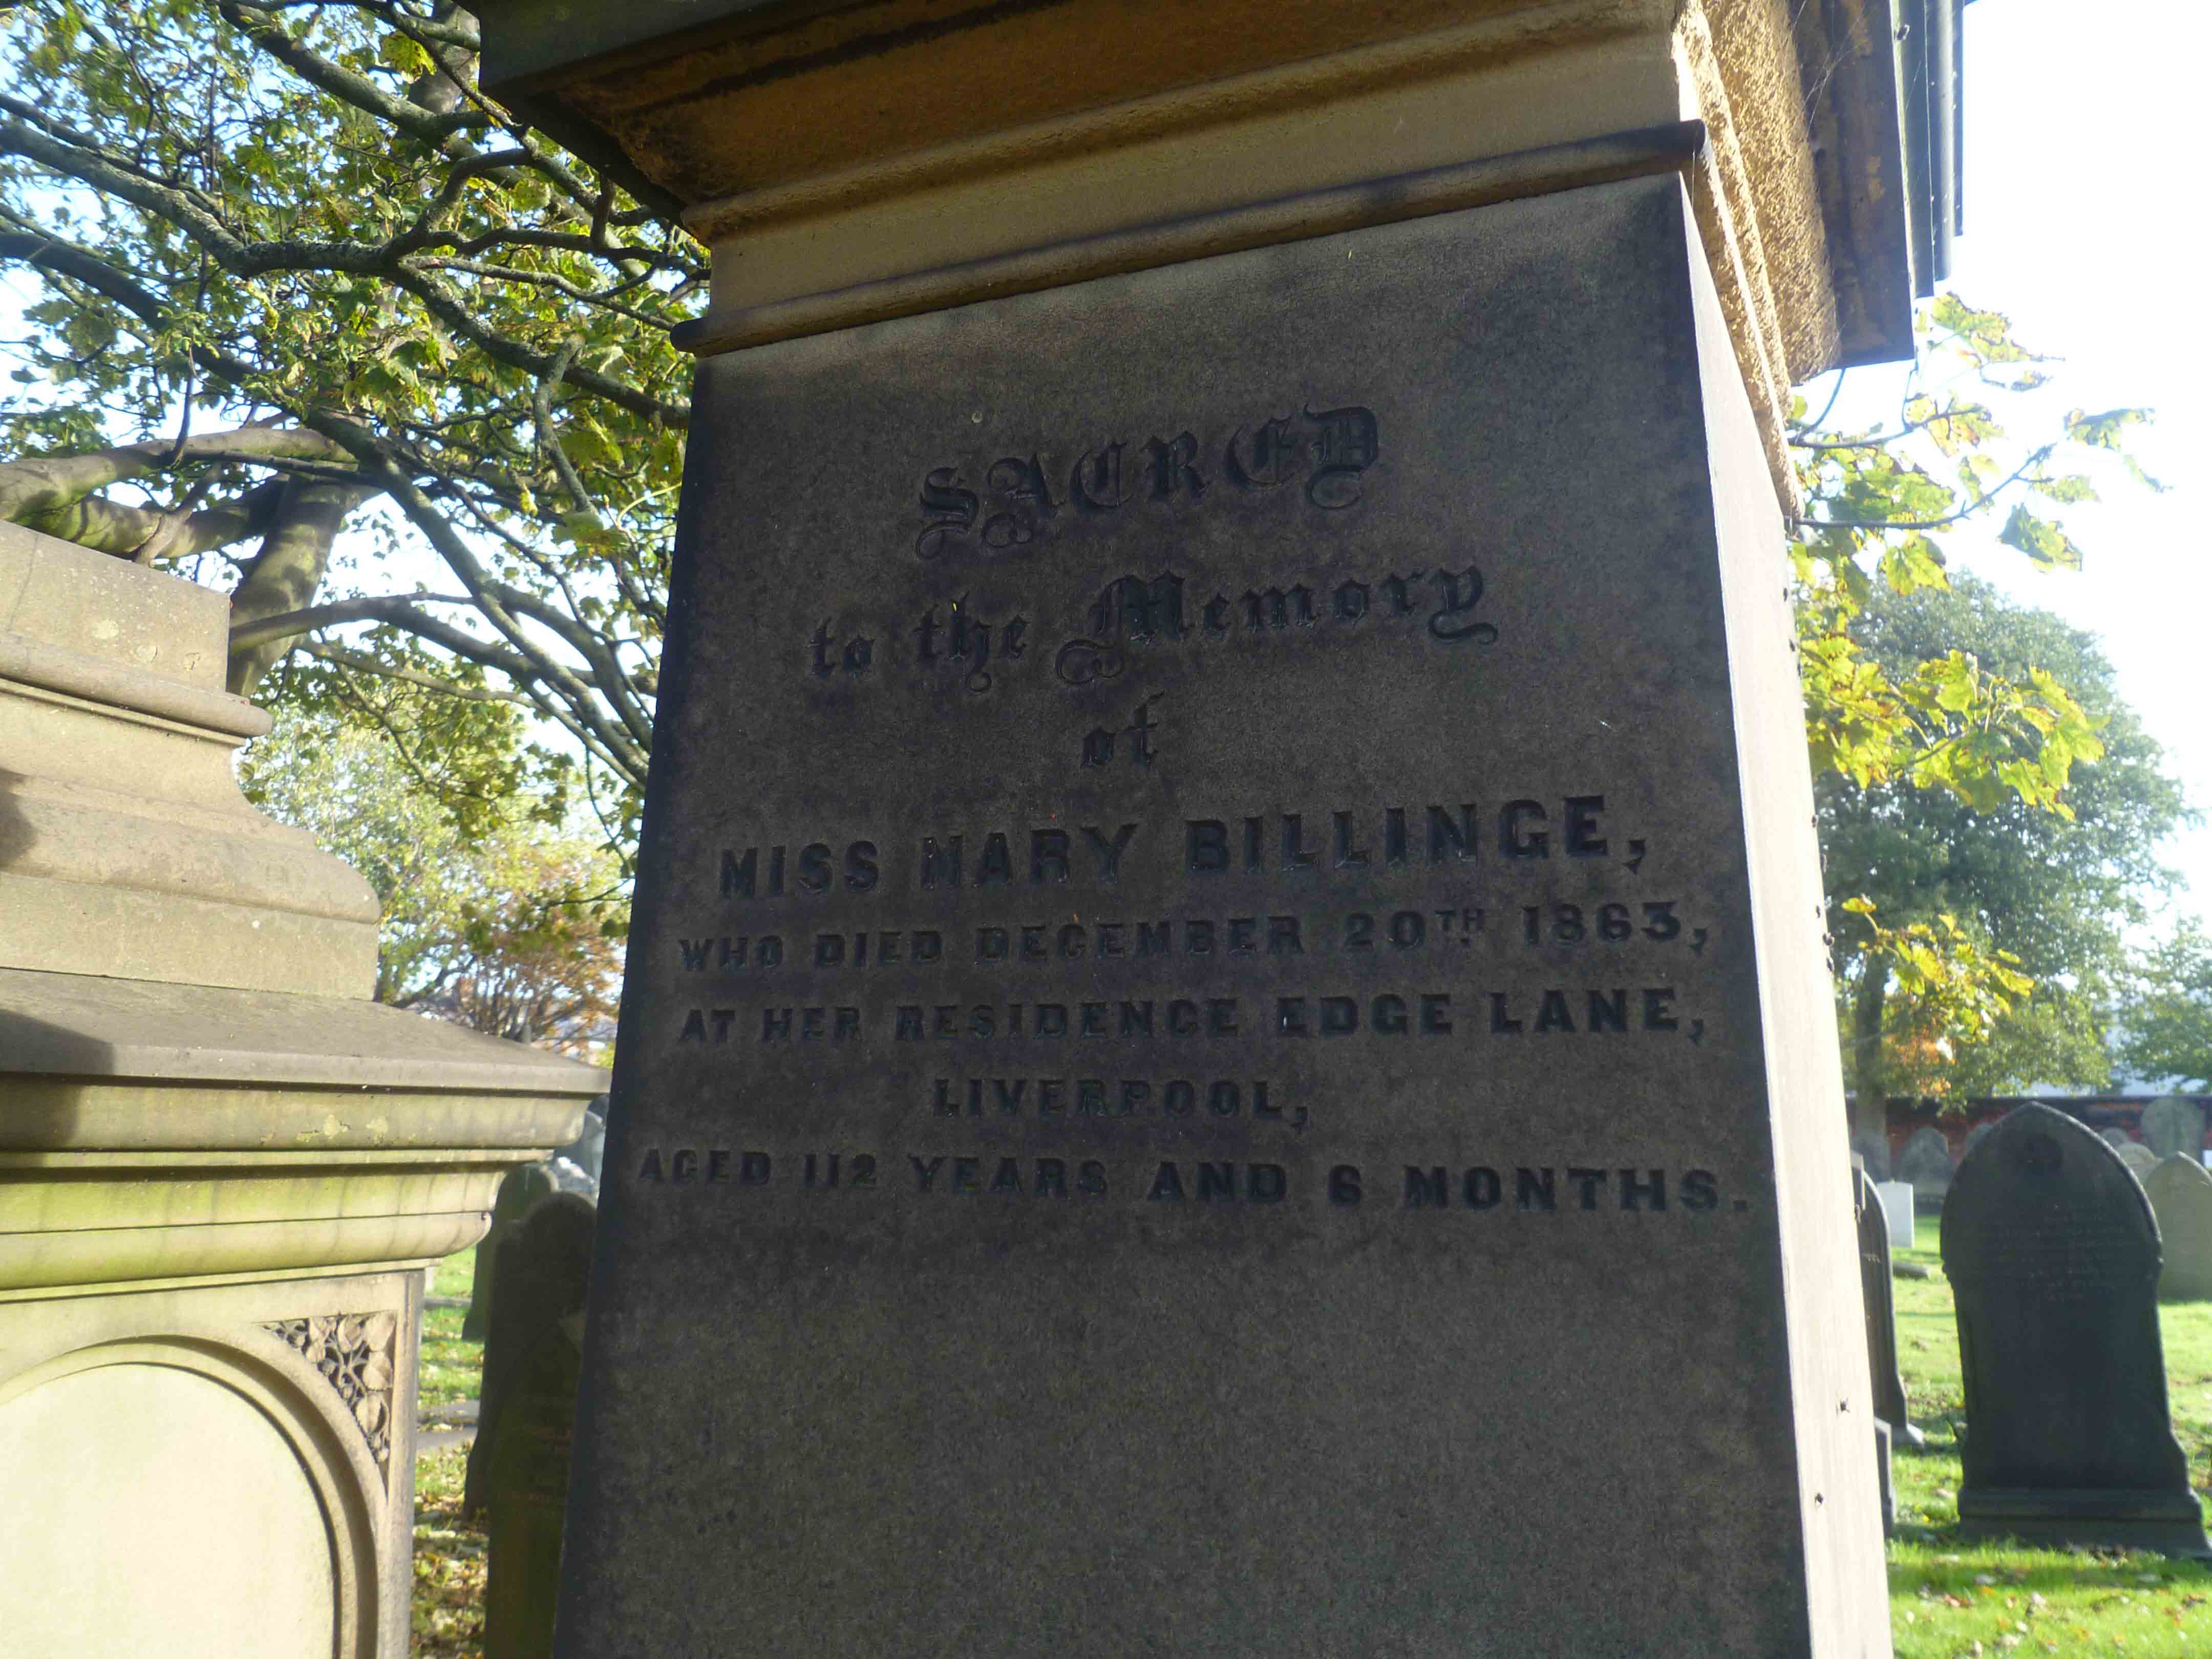 SACRED
to the Memory
of
MISS MARY BILLINGE,
WHO DIED DECEMBER 20TH 1863,
AT HER RESIDENCE EDGE LANE,
LIVERPOOL,
AGED 112 YEARS AND 6 MONTHS.